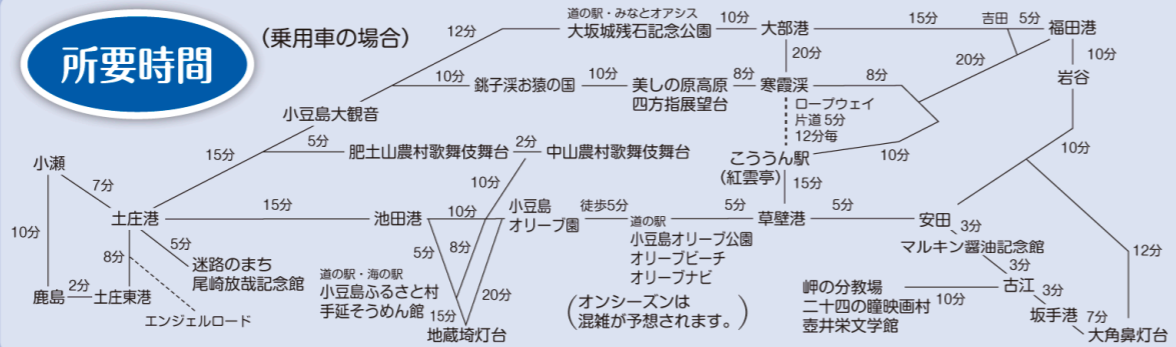 所要時間
(乗用車の場合)
12分
道の駅・みなとオアシス
大坂城残石記念公園
10分
大部港
15分
吉田
5分
福田港
20分
20分
10分
岩谷
10分
銚子渓お猿の国
10分
美しの原高原
四方指展望台
8分
寒霞渓
8分
小豆島大観音
ロープウェイ
片道5分
12分毎
10分
15分
5分
肥土山農村歌舞伎舞台
2分
中山農村歌舞伎舞台
こううん駅
(紅雲亭)
10分
10分
15分
小瀬
7分
10分
土庄港
15分
池田港
10分
小豆島
オリーブ園
徒歩5分
道の駅
小豆島オリーブ公園
オリーブビーチ
オリーブナビ
5分
草壁港
5分
安田
3分
マルキン醤油記念館
3分
古江
3分
坂手港
7分
大角鼻灯台
12分
10分
岬の分教場
二十四の瞳映画村
壺井栄文学館
(オンシーズンは
混雑が予想されます。)
5分
8分
20分
15分
道の駅・海の駅
小豆島ふるさと村
手延そうめん館
地蔵埼灯台
5分
迷路のまち
尾崎放哉記念館
8分
2分
鹿島
土庄東港
エンジェルロード